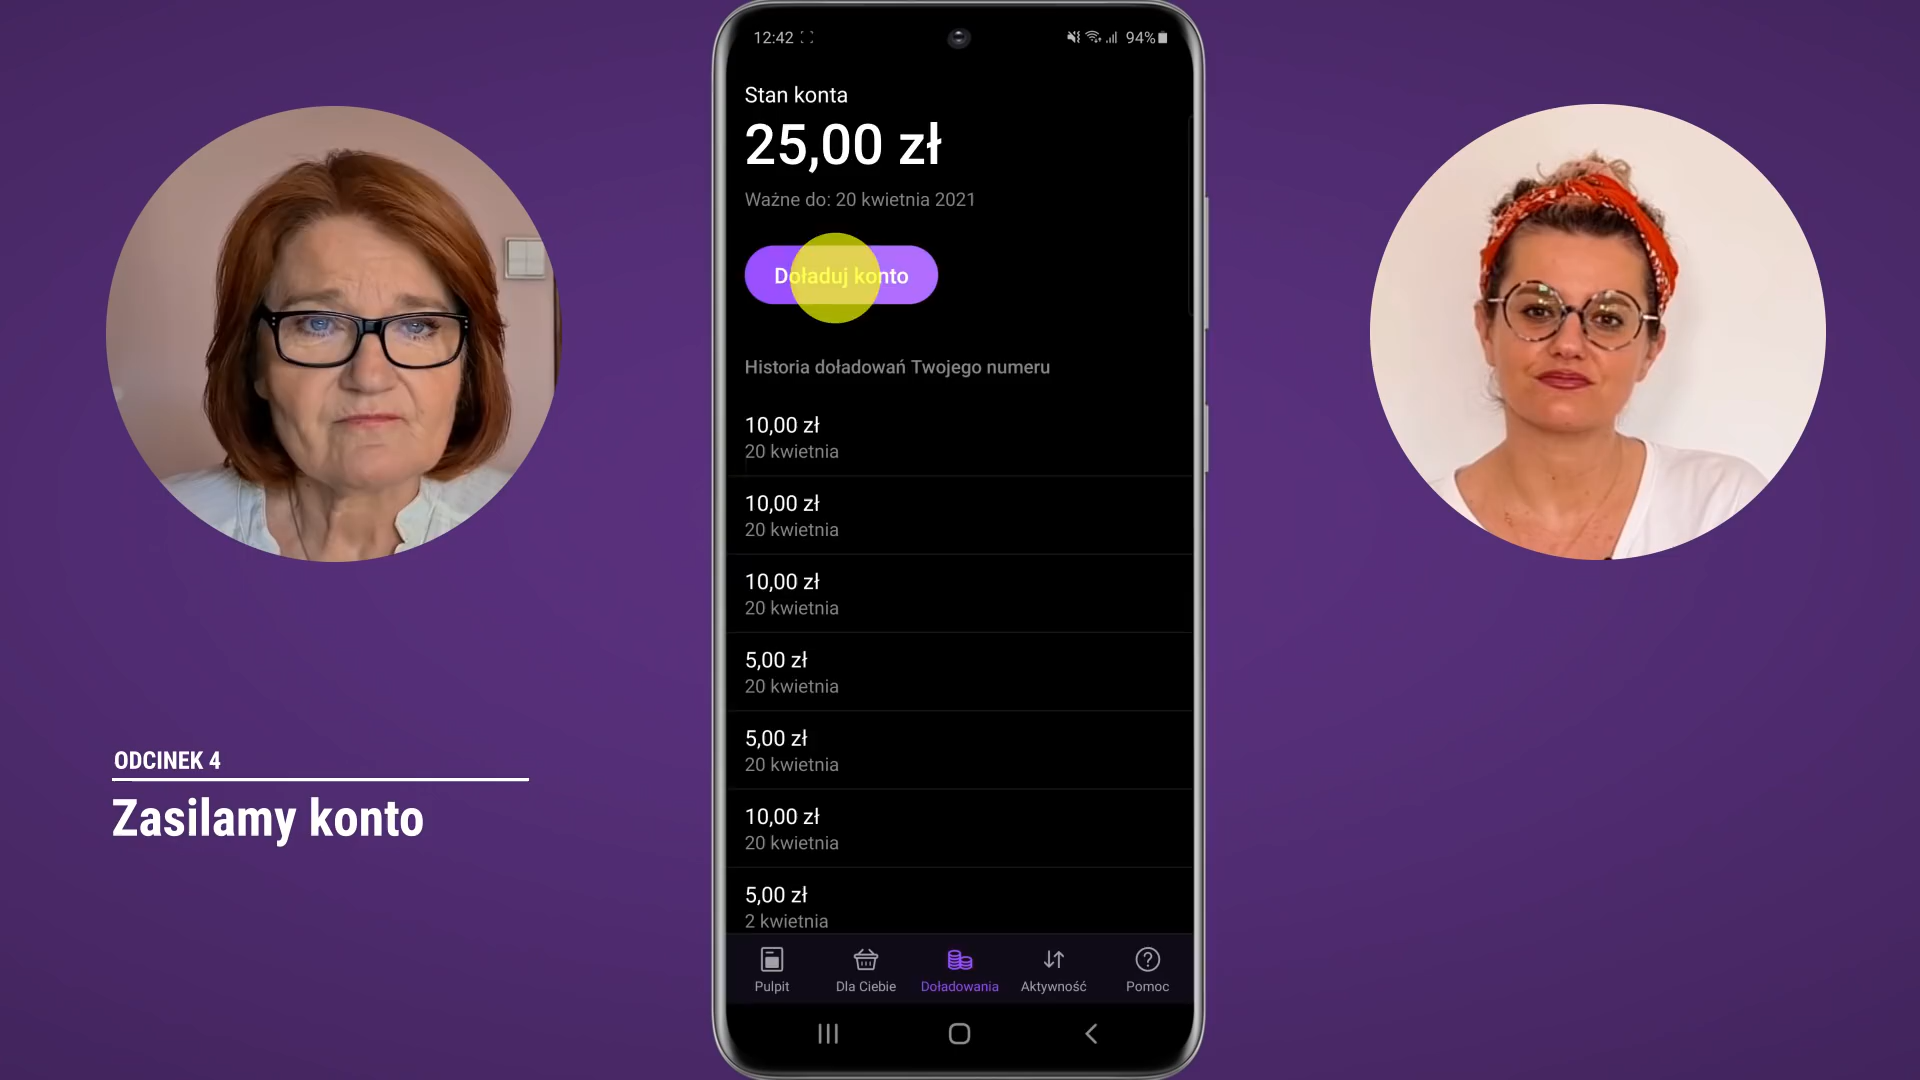 12:42
94%
Stan konta
25,00 zł
Ważne do: 20 kwietnia 2021
Doładuj konto
Historia doładowań Twojego numeru
10,00 zł
20 kwietnia
10,00 zł
20 kwietnia
10,00 zł
20 kwietnia
5,00 zł
20 kwietnia
5,00 zł
20 kwietnia
10,00 zł
20 kwietnia
5,00 zł
2 kwietnia
Pulpit
Dla Ciebie
Doładowania
Aktywność
Pomoc
ODCINEK 4
Zasilamy konto